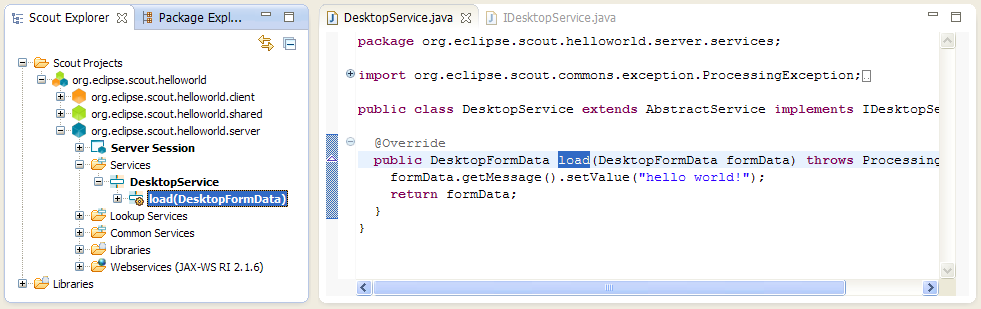 Scout Explorer
Package Expl...
Scout Projects
org.eclipse.scout.helloworld
org.eclipse.scout.helloworld.client
org.eclipse.scout.helloworld.shared
org.eclipse.scout.helloworld.server
Server Session
Services
DesktopService
load(DesktopFormData)
Lookup Services
Common Services
Libraries
Webservices (JAX-WS RI 2.1.6)
Libraries
DesktopService.java
IDesktopService.java
package org.eclipse.scout.helloworld.server.services;
import org.eclipse.scout.commons.exception.ProcessingException;
public class DesktopService extends AbstractService implements IDesktopSe
@Override
public DesktopFormData load(DesktopFormData formData) throws Processing
formData.getMessage().setValue("hello world!");
return formData;
}
}